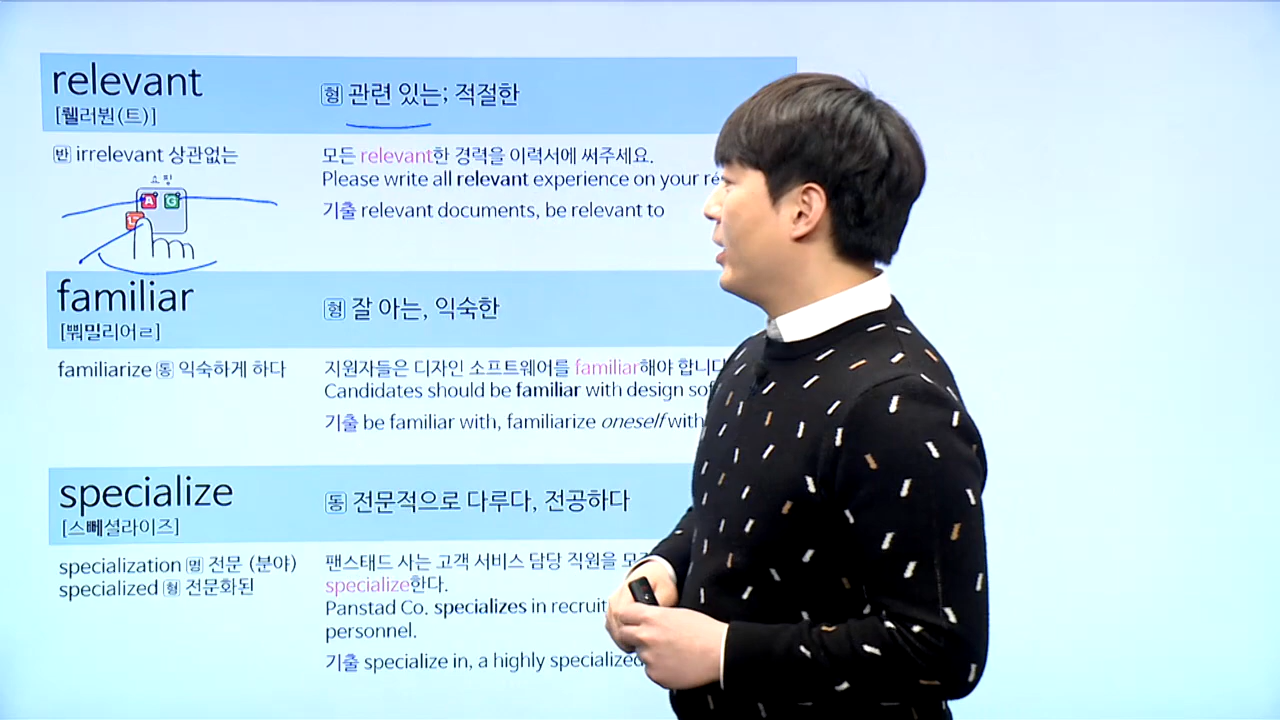 relevant
[뤨러붠(트)]
형 관련 있는; 적절한
반 irrelevant 상관없는
쇼핑
A G
모든 relevant한 경력을 이력서에 써주세요.
Please write all relevant experience on your
기출 relevant documents, be relevant to
familiar
[뿨밀리어ㄹ]
형 잘 아는, 익숙한
familiarize 동 익숙하게 하다
지원자들은 디자인 소프트웨어를 familiar해야 합니다
Candidates should be familiar with design
기출 be familiar with, familiarize oneself with
specialize
[스뻬셜라이즈]
동 전문적으로 다루다, 전공하다
specialization 명 전문 (분야)
specialized 형 전문화된
팬스태드 사는 고객 서비스 담당 직원을
specialize한다.
Panstad Co. specializes in
personnel.
기출 specialize in, a highly specialized